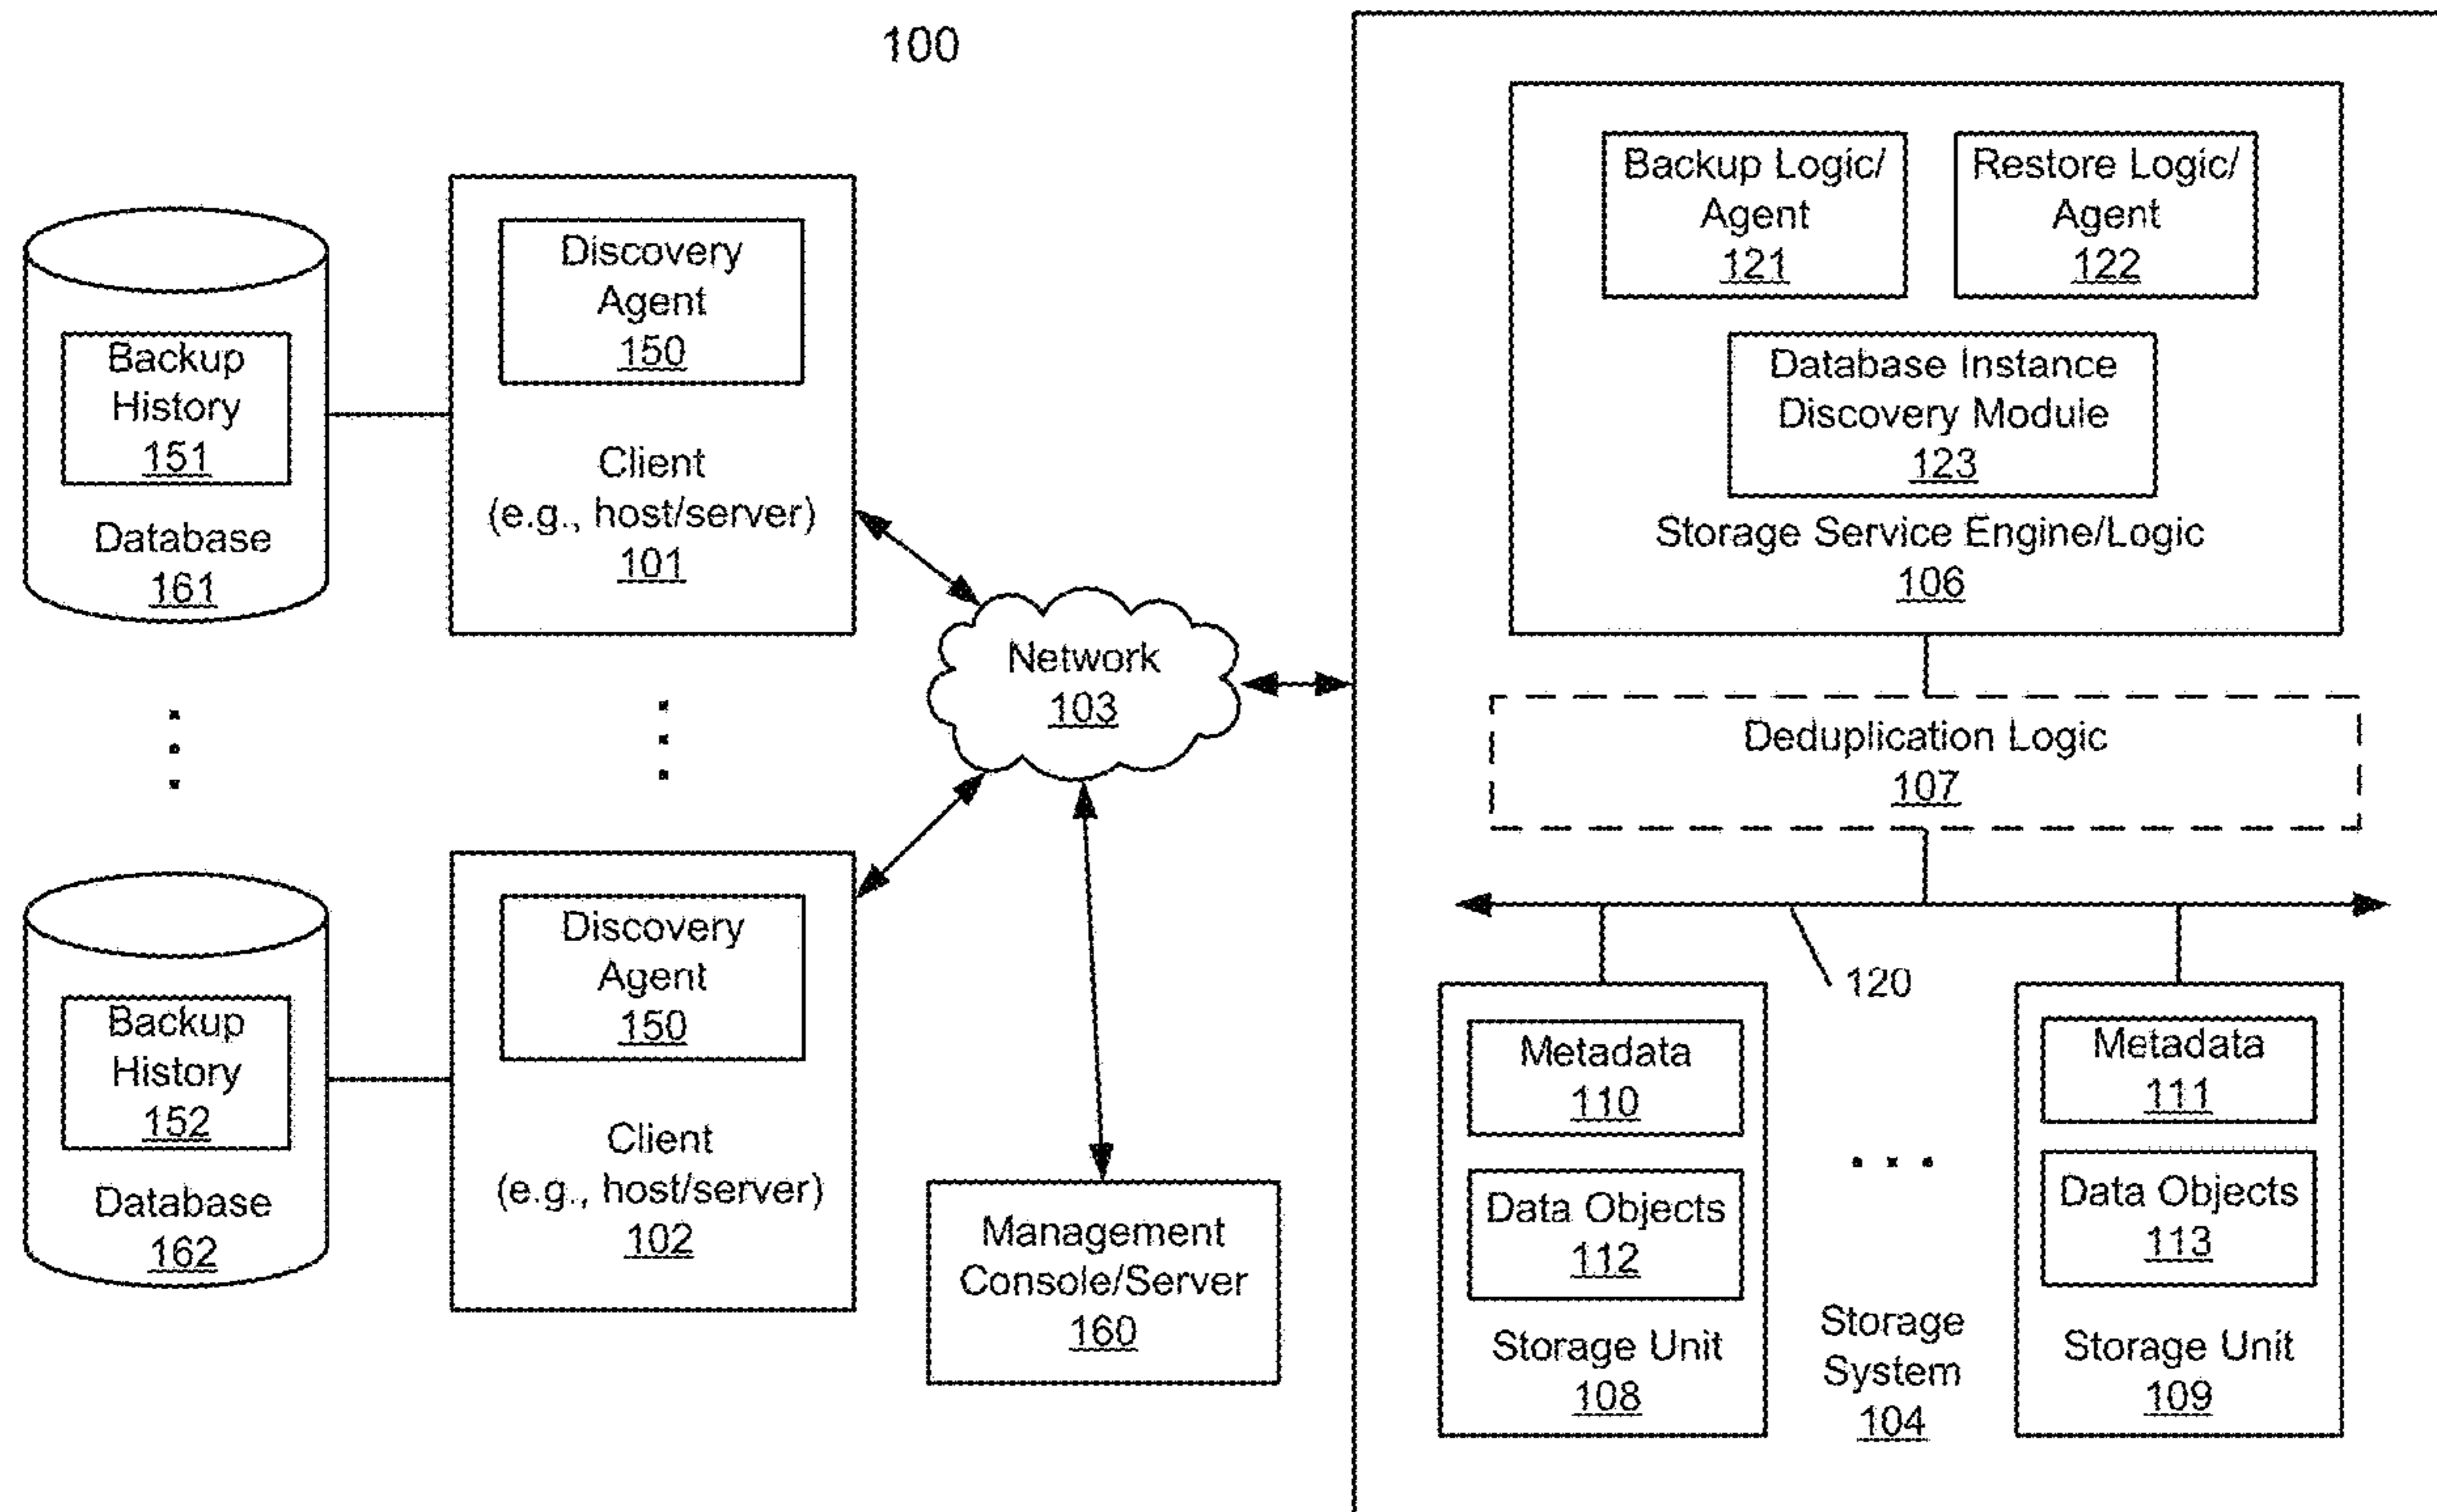 100
Backup Logic/
Agent
121
Restore Logic/
Agent
122
Database Instance
Discovery Module
123
Storage Service Engine/Logic
106
Discovery
Agent
150
Client
(e.g., host/server)
101
Backup
History
151
Database
161
Network
103
Deduplication Logic
107
120
Discovery
Agent
150
Client
(e.g., host/server)
102
Backup
History
152
Database
162
Management
Console/Server
160
Metadata
110
Data Objects
112
Storage Unit
108
Storage
System
104
Metadata
111
Data Objects
113
Storage Unit
109